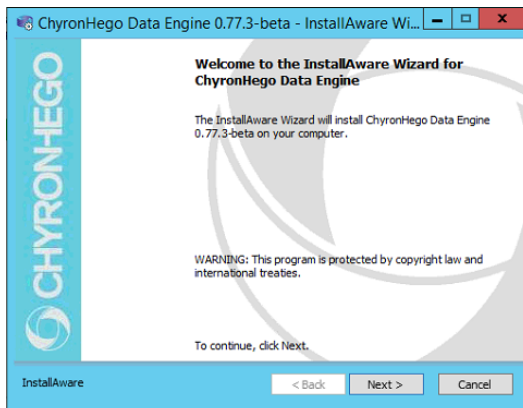 ChyronHego Data Engine 0.77.3-beta - InstallAware Wi...
CHYRONHEGO
Welcome to the InstallAware Wizard for
ChyronHego Data Engine
The InstallAware Wizard will install ChyronHego Data Engine
0.77.3-beta on your computer.
WARNING: This program is protected by copyright law and
international treaties.
To continue, click Next.
InstallAware
< Back Next > Cancel